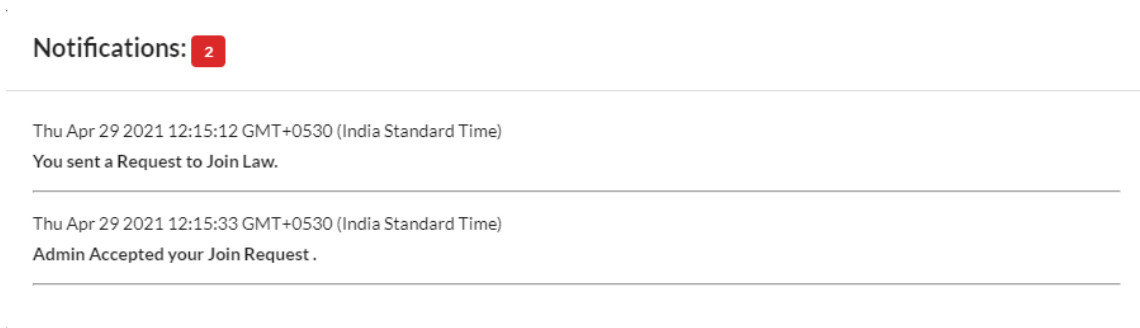 Notifications: 2
Thu Apr 29 2021 12:15:12 GMT+0530 (India Standard Time)
You sent a Request to Join Law.
Thu Apr 29 2021 12:15:33 GMT+0530 (India Standard Time)
Admin Accepted your Join Request .